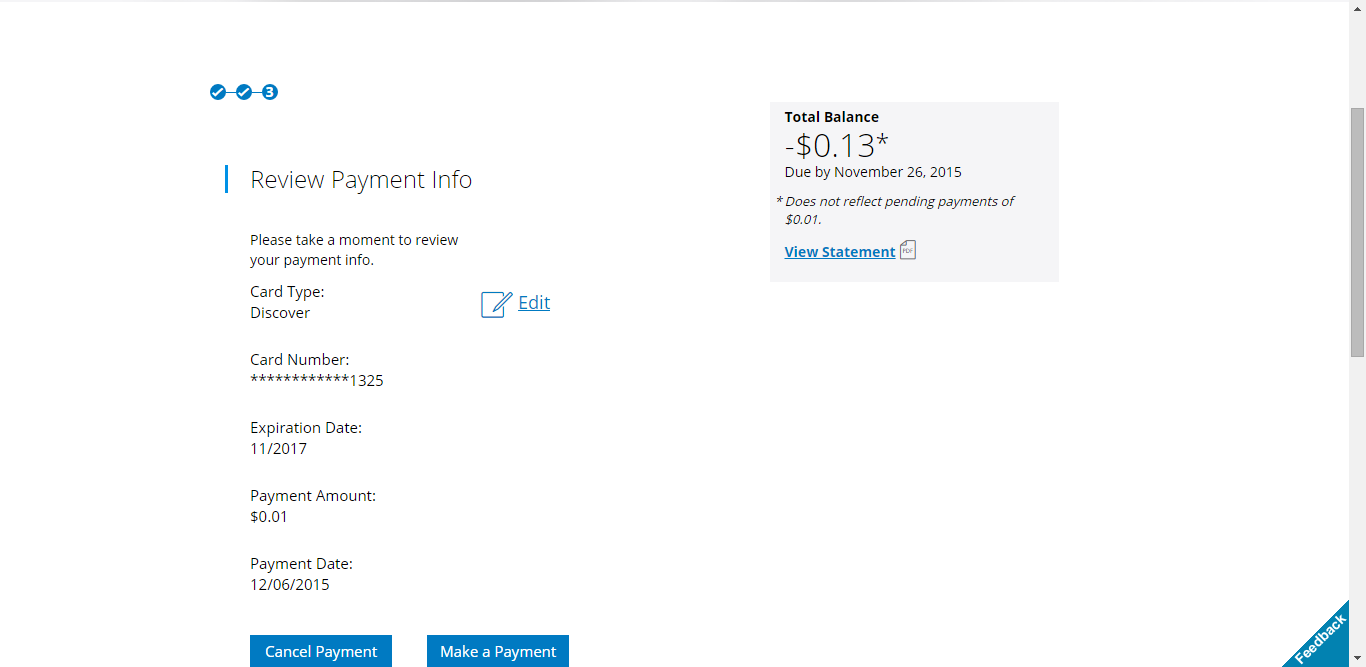 3
Review Payment Info
Please take a moment to review
your payment info.
Card Type:
Discover
Edit
Card Number:
************1325
Expiration Date:
11/2017
Payment Amount:
$0.01
Payment Date:
12/06/2015
Cancel Payment
Make a Payment
Total Balance
-$0.13*
Due by November 26, 2015
* Does not reflect pending payments of
$0.01.
View Statement
PDF
Feedback